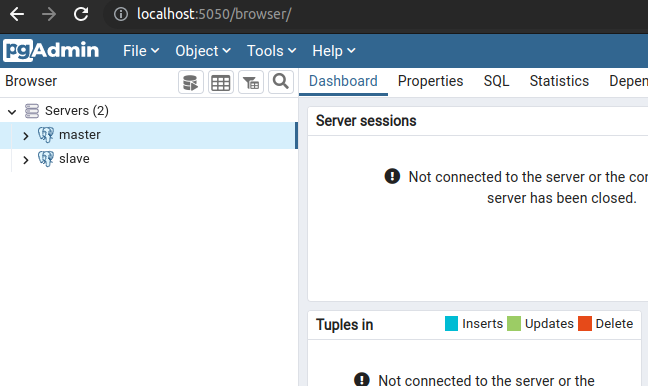 localhost:5050/browser/
pgAdmin File Object Tools Help
Browser
Dashboard Properties SQL Statistics
Servers (2)
master
slave
Server sessions
Not connected to the server or the
server has been closed.
Tuples in Inserts Updates Delete
Not connected to the server or the